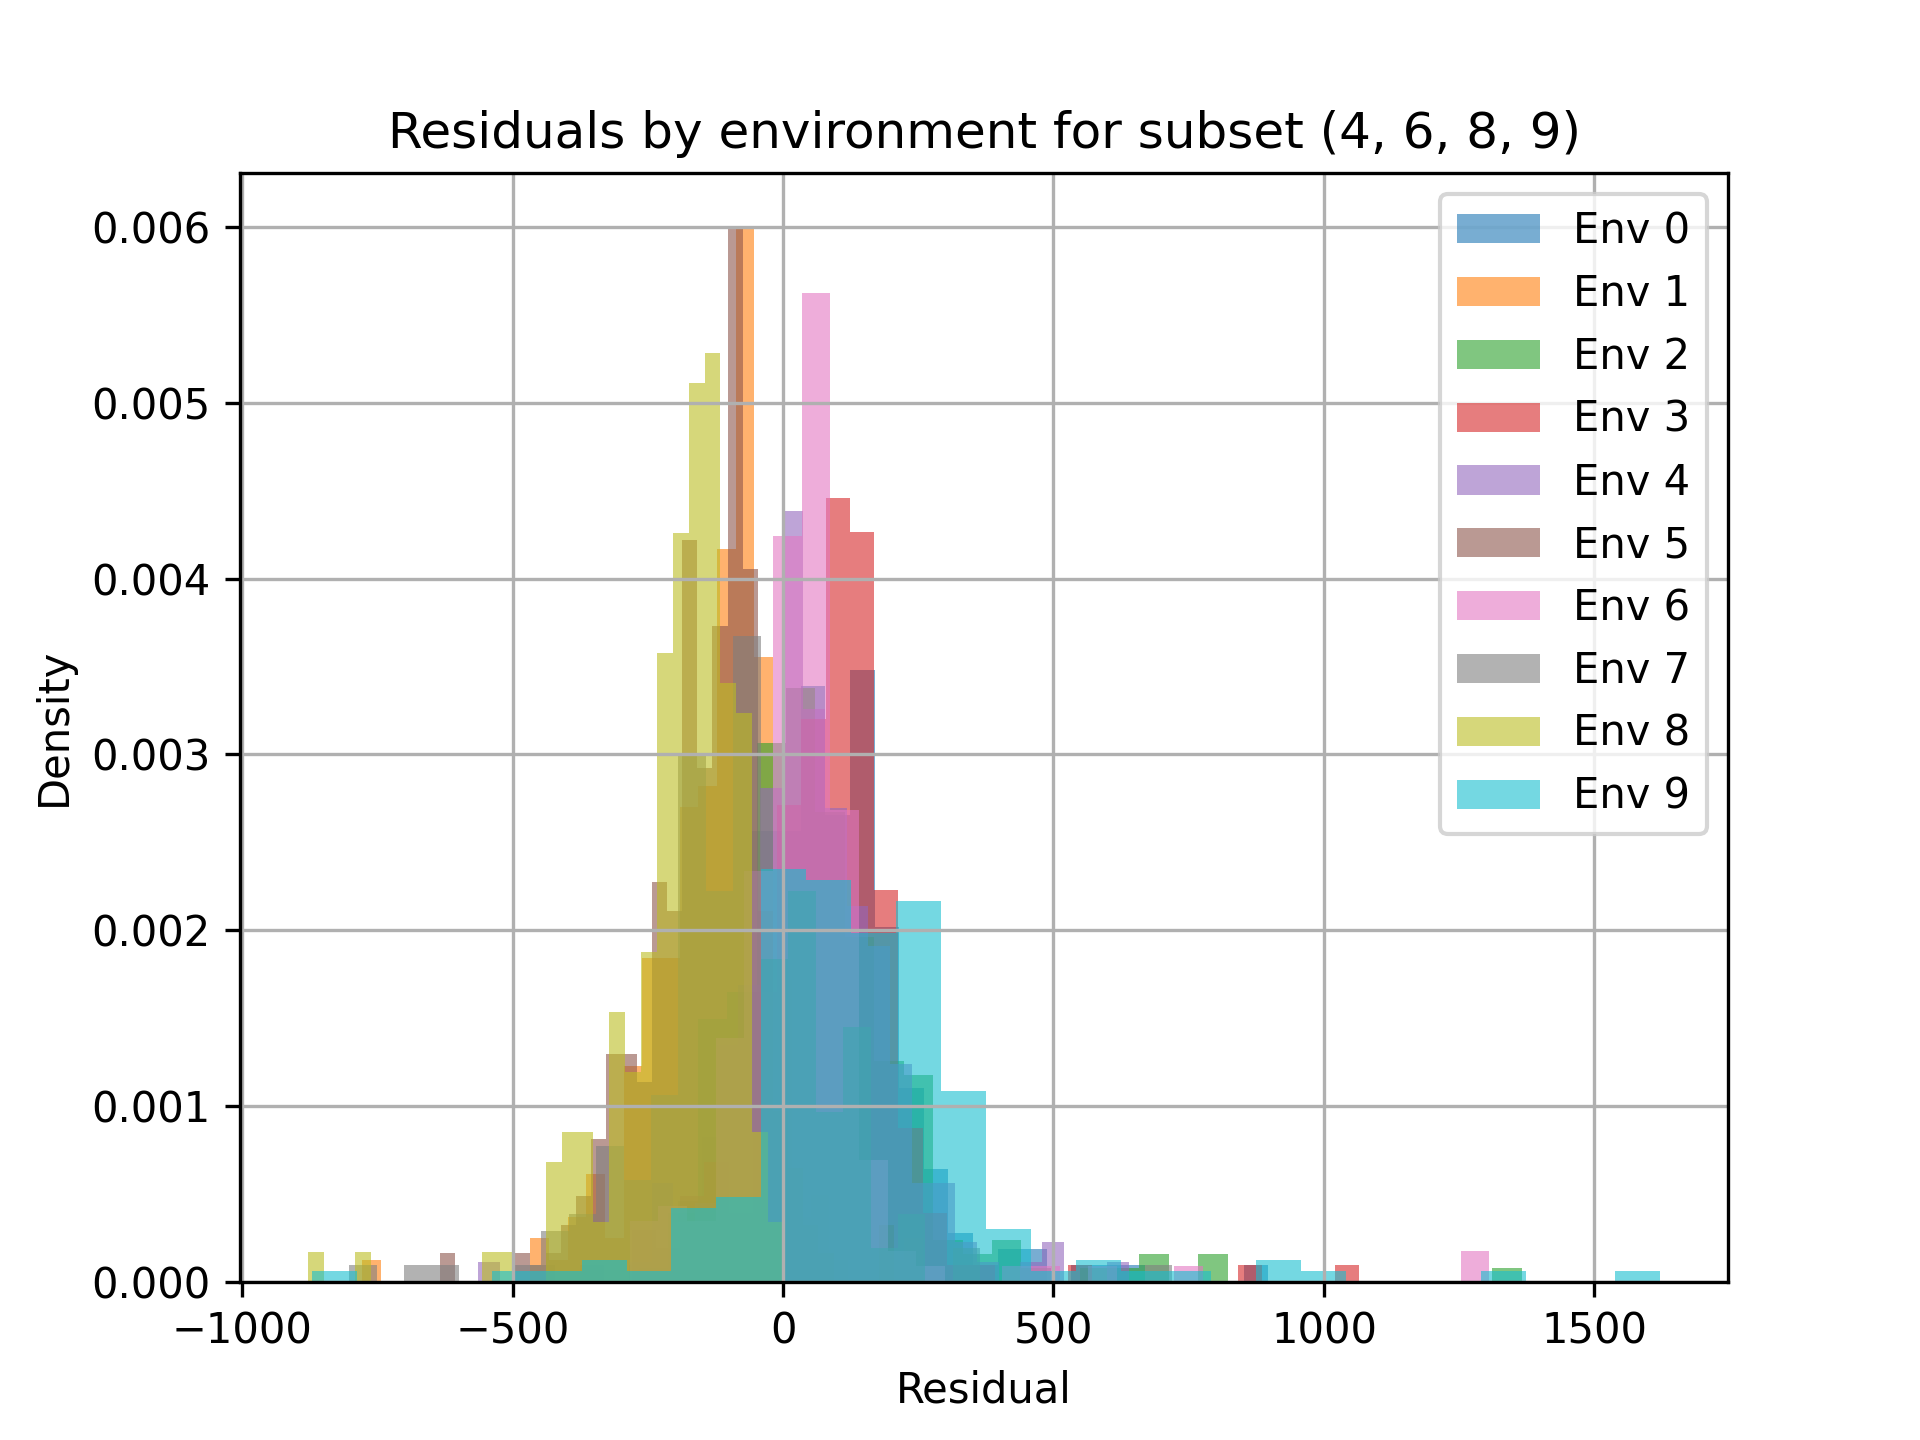 Residuals by environment for subset (4, 6, 8, 9)
0.006
0.005
0.004
0.003
0.002
0.001
0.000
Density
−1000
−500
0
500
1000
1500
Residual
Env 0
Env 1
Env 2
Env 3
Env 4
Env 5
Env 6
Env 7
Env 8
Env 9